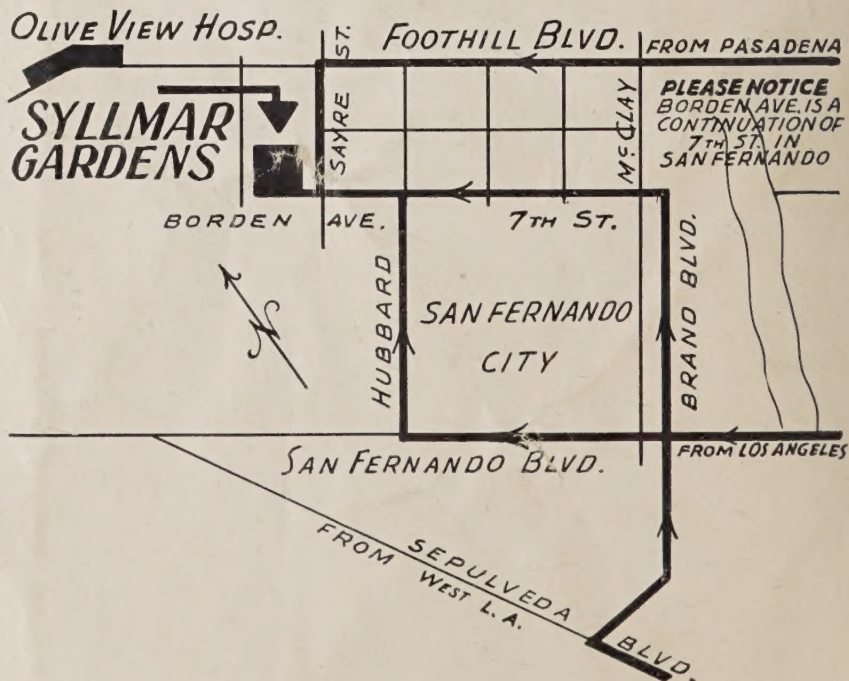 OLIVE VIEW HOSP.
FOOTHILL BLVD.
FROM PASADENA
SYLLMAR
GARDENS
SAYRE ST.
McCLAY
PLEASE NOTICE
BORDEN AVE. IS A
CONTINUATION OF
7TH ST. IN
SAN FERNANDO
BORDEN AVE.
7TH ST.
N
HUBBARD
SAN FERNANDO
CITY
BRAND BLVD.
SAN FERNANDO BLVD.
FROM LOS ANGELES
SEPULVEDA BLVD.
FROM WEST L.A.